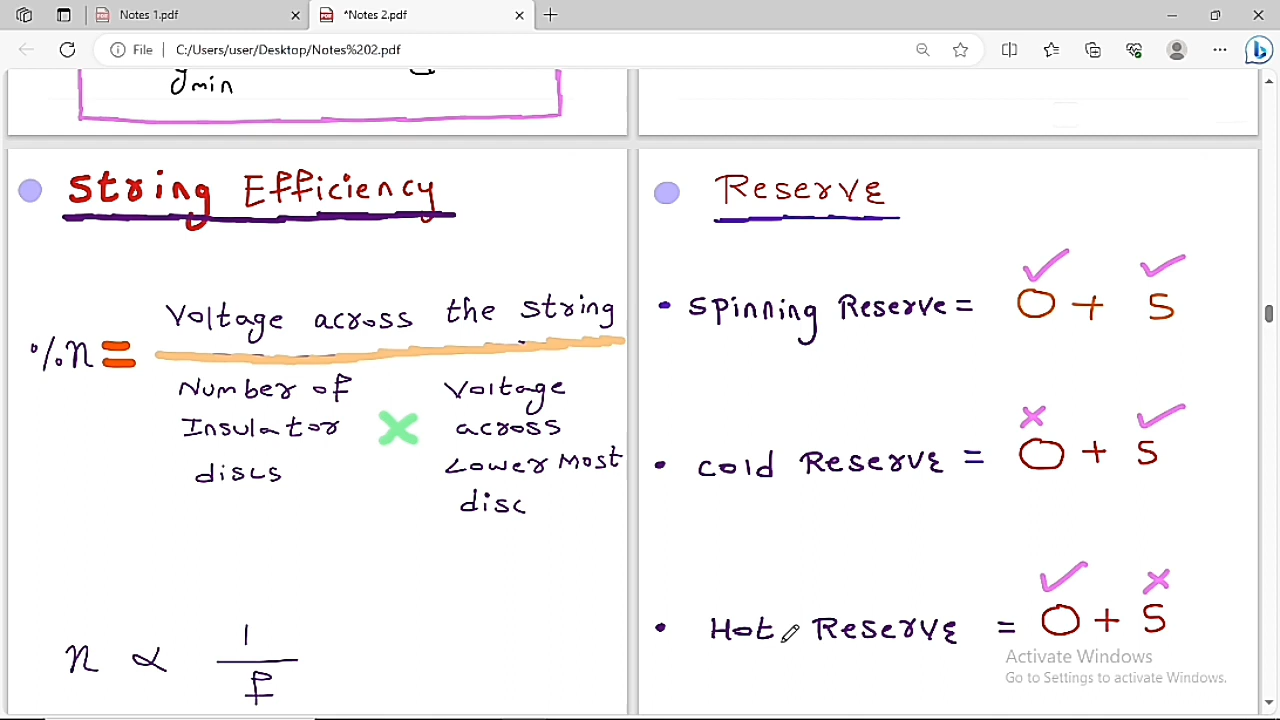 Notes 1.pdf
*Notes 2.pdf
File
C:/Users/user/Desktop/Notes%202.pdf
min
String Efficiency
%η =
Voltage across the string
Number of
Insulator
discs
×
Voltage
across
Lower Most
disc
η ∝ 1
f
Reserve
• Spinning Reserve = O + S
✓ ✓
• Cold Reserve = O + S
× ✓
• Hot Reserve = O + S
✓ ×
Activate Windows
Go to Settings to activate Windows.